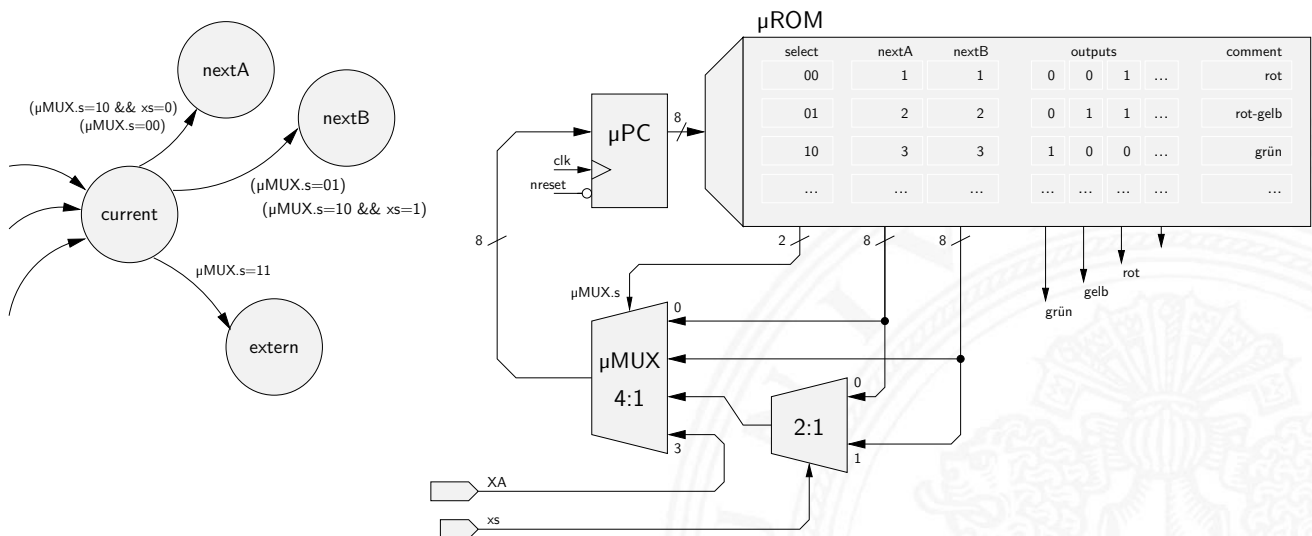 nextA
(µMUX.s=10 && xs=0)
(µMUX.s=00)
nextB
(µMUX.s=01)
(µMUX.s=10 && xs=1)
current
µMUX.s=11
extern
µROM
select nextA nextB outputs comment
00 1 1 0 0 1 ... rot
01 2 2 0 1 1 ... rot-gelb
10 3 3 1 0 0 ... grün
... ... ... ... ... ... ... ...
µPC
clk
nreset
8
8
2
8
8
µMUX.s
rot
gelb
grün
0
µMUX
4:1
3
0
2:1
1
XA
xs